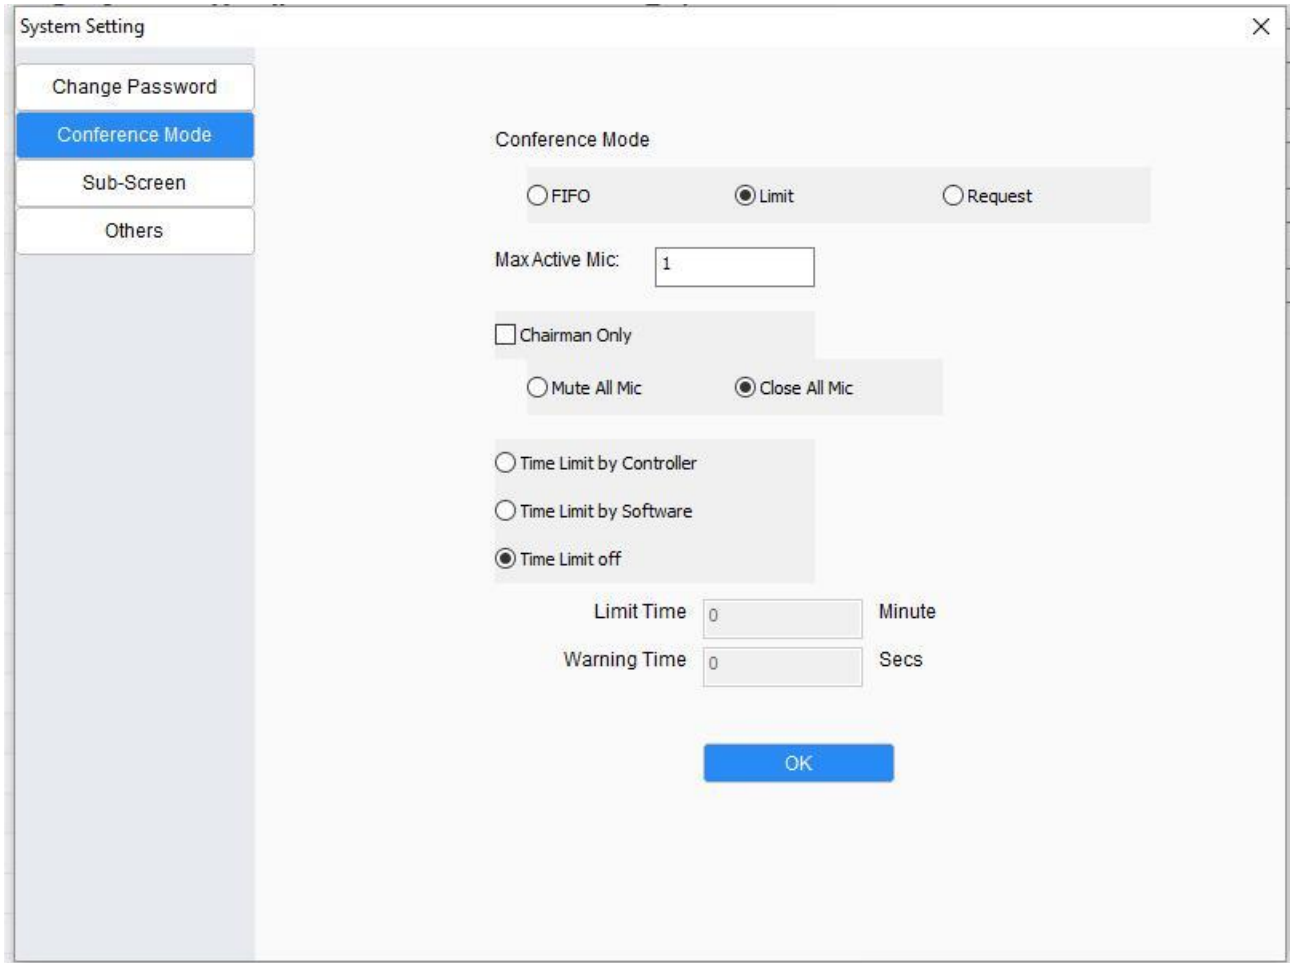 System Setting
Change Password
Conference Mode
Sub-Screen
Others
Conference Mode
FIFO Limit Request
Max Active Mic: 1
Chairman Only
Mute All Mic Close All Mic
Time Limit by Controller
Time Limit by Software
Time Limit off
Limit Time 0 Minute
Warning Time 0 Secs
OK